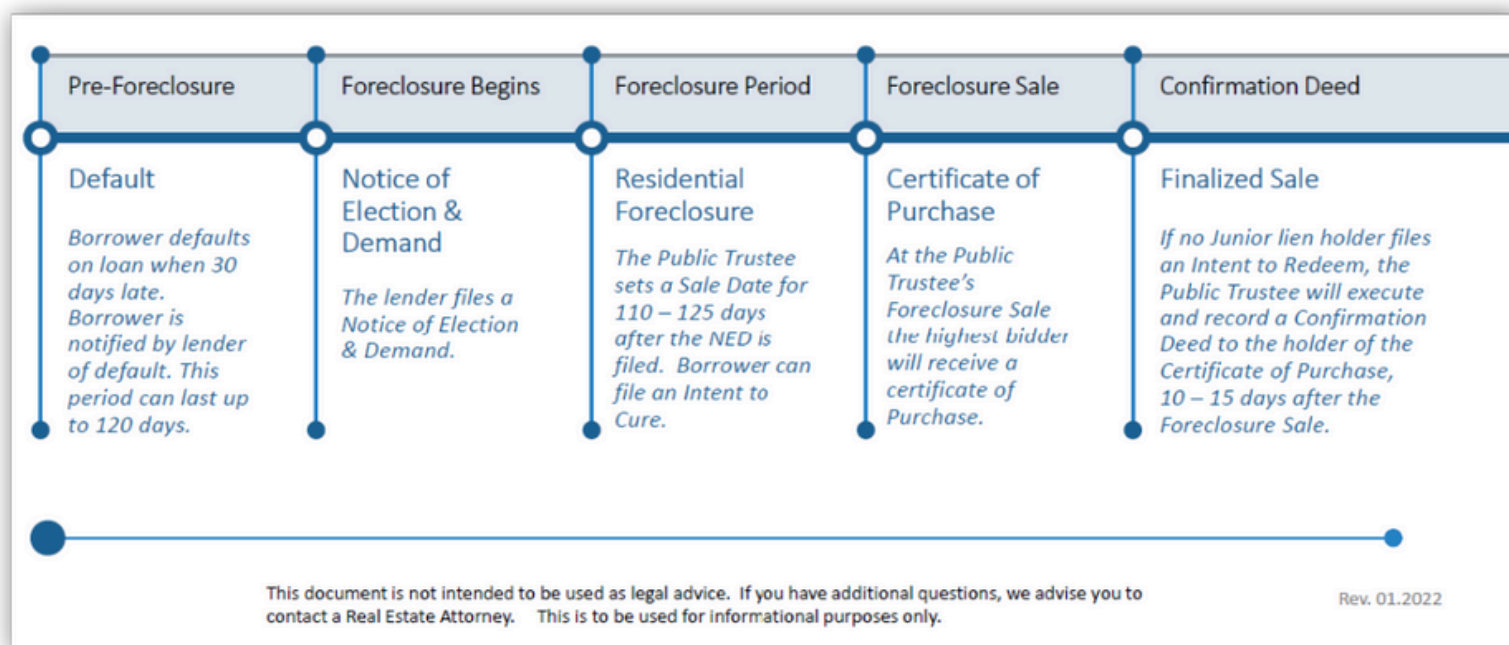 Pre-Foreclosure
Default
Borrower defaults
on loan when 30
days late.
Borrower is
notified by lender
of default. This
period can last up
to 120 days.
Foreclosure Begins
Notice of
Election &
Demand
The lender files a
Notice of Election
& Demand.
Foreclosure Period
Residential
Foreclosure
The Public Trustee
sets a Sale Date for
110 – 125 days
after the NED is
filed.  Borrower can
file an Intent to
Cure.
Foreclosure Sale
Certificate of
Purchase
At the Public
Trustee’s
Foreclosure Sale
the highest bidder
will receive a
certificate of
Purchase.
Confirmation Deed
Finalized Sale
If no Junior lien holder files
an Intent to Redeem, the
Public Trustee will execute
and record a Confirmation
Deed to the holder of the
Certificate of Purchase,
10 – 15 days after the
Foreclosure Sale.
This document is not intended to be used as legal advice.  If you have additional questions, we advise you to
contact a Real Estate Attorney.    This is to be used for informational purposes only.
Rev. 01.2022